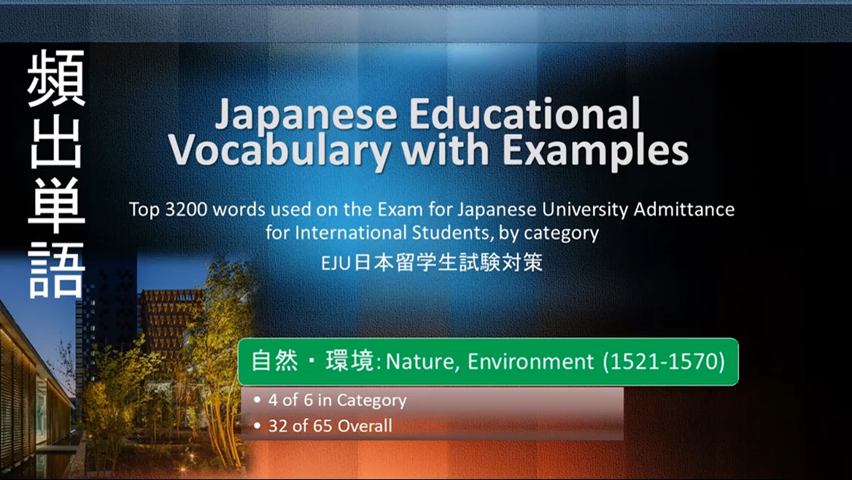 頻出単語
Japanese Educational
Vocabulary with Examples
Top 3200 words used on the Exam for Japanese University Admittance
for International Students, by category
EJU日本留学生試験対策
自然・環境: Nature, Environment (1521-1570)
• 4 of 6 in Category
• 32 of 65 Overall